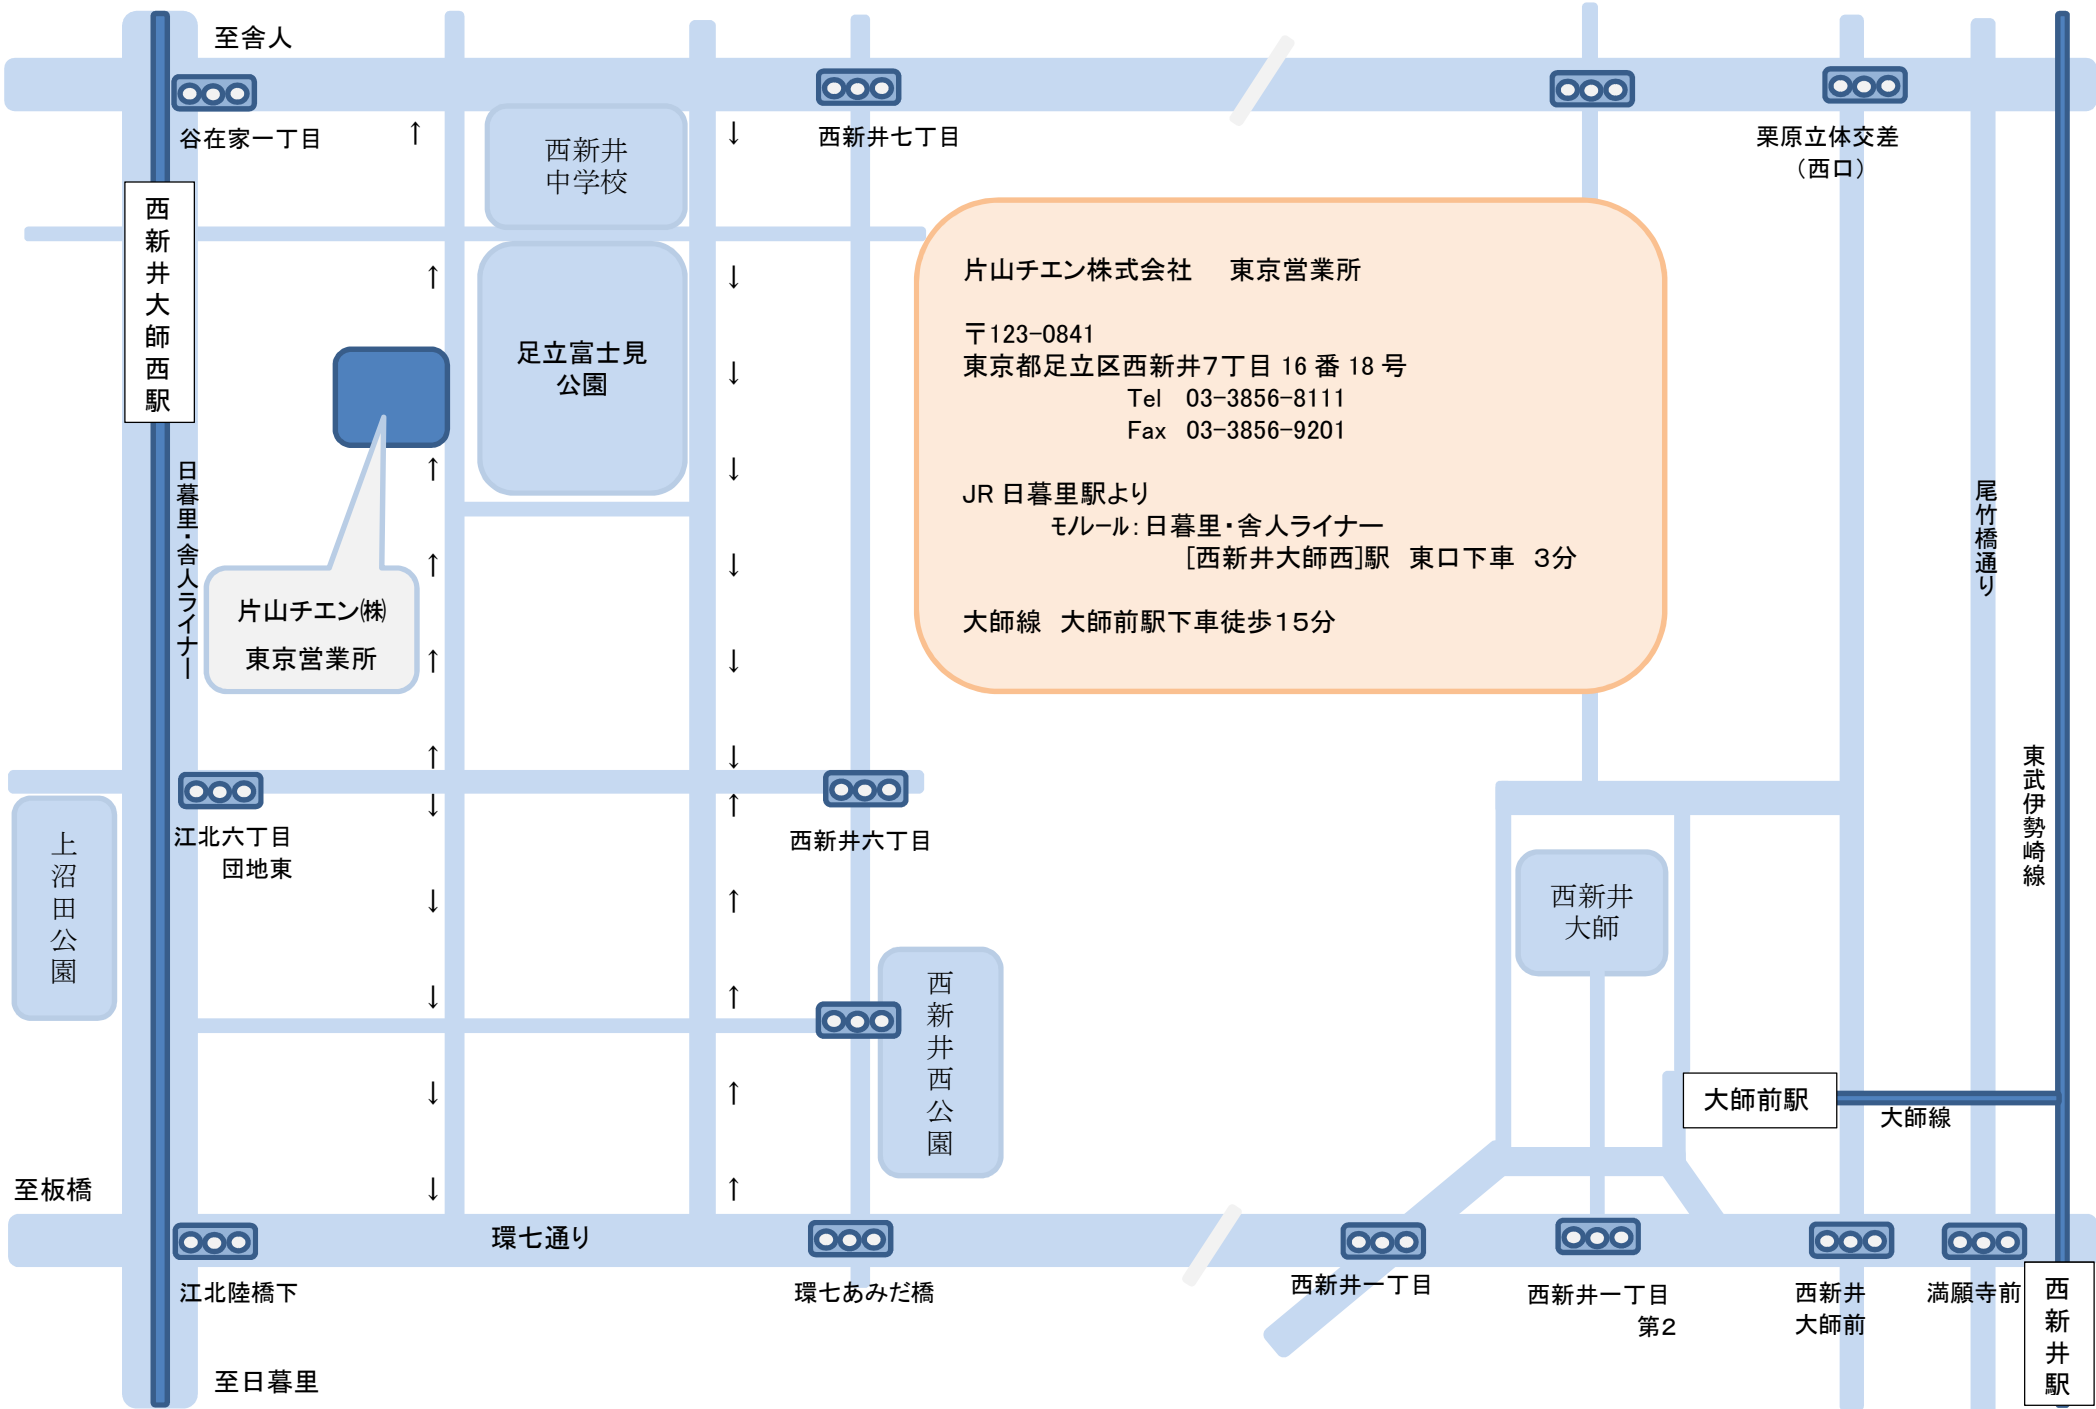 至舎人
谷在家一丁目
↑
西新井
中学校
↓
西新井七丁目
栗原立体交差
（西口）
西新井大師西駅
片山チエン株式会社　東京営業所
〒123-0841
東京都足立区西新井7丁目 16 番 18 号
Tel　03-3856-8111
Fax　03-3856-9201
JR 日暮里駅より
ﾓﾉﾚｰﾙ：日暮里・舎人ライナー
[西新井大師西]駅　東口下車　3分
大師線　大師前駅下車徒歩15分
↑
↓
足立富士見
公園
↓
↑
↓
日暮里・舎人ライナー
尾竹橋通り
↑
↓
片山チエン㈱
東京営業所
↑
↓
↑
↓
東武伊勢崎線
↓
↑
江北六丁目
団地東
西新井六丁目
上沼田公園
↓
↑
西新井
大師
↓
↑
西新井西公園
↓
↑
大師前駅
大師線
至板橋
↓
↑
環七通り
江北陸橋下
環七あみだ橋
西新井一丁目
西新井一丁目
第2
西新井
大師前
満願寺前
西新井駅
至日暮里